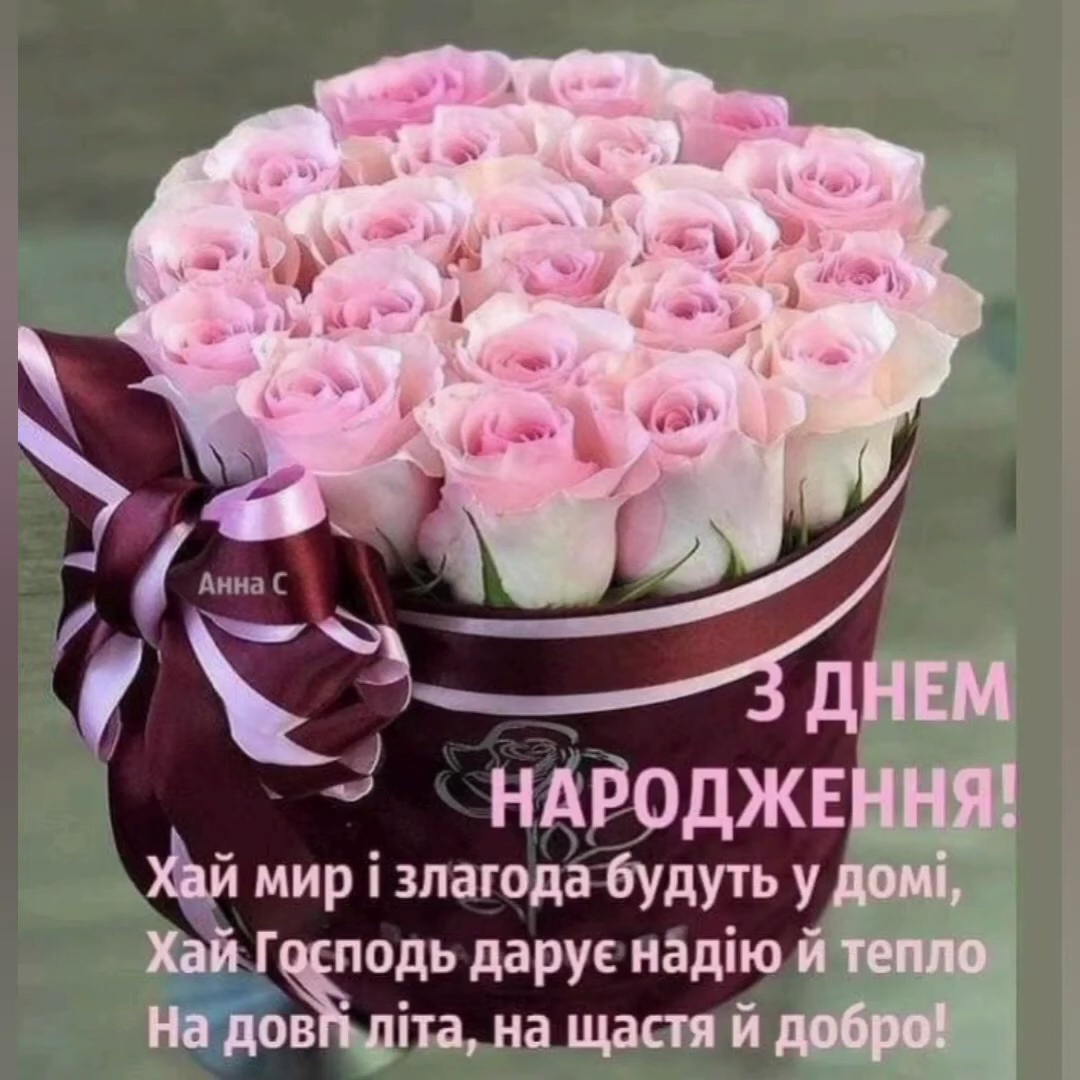 Анна С
З ДНЕМ
НАРОДЖЕННЯ!
Хай мир і злагода будуть у домі,
Хай Господь дарує надію й тепло
На довгі літа, на щастя й добро!